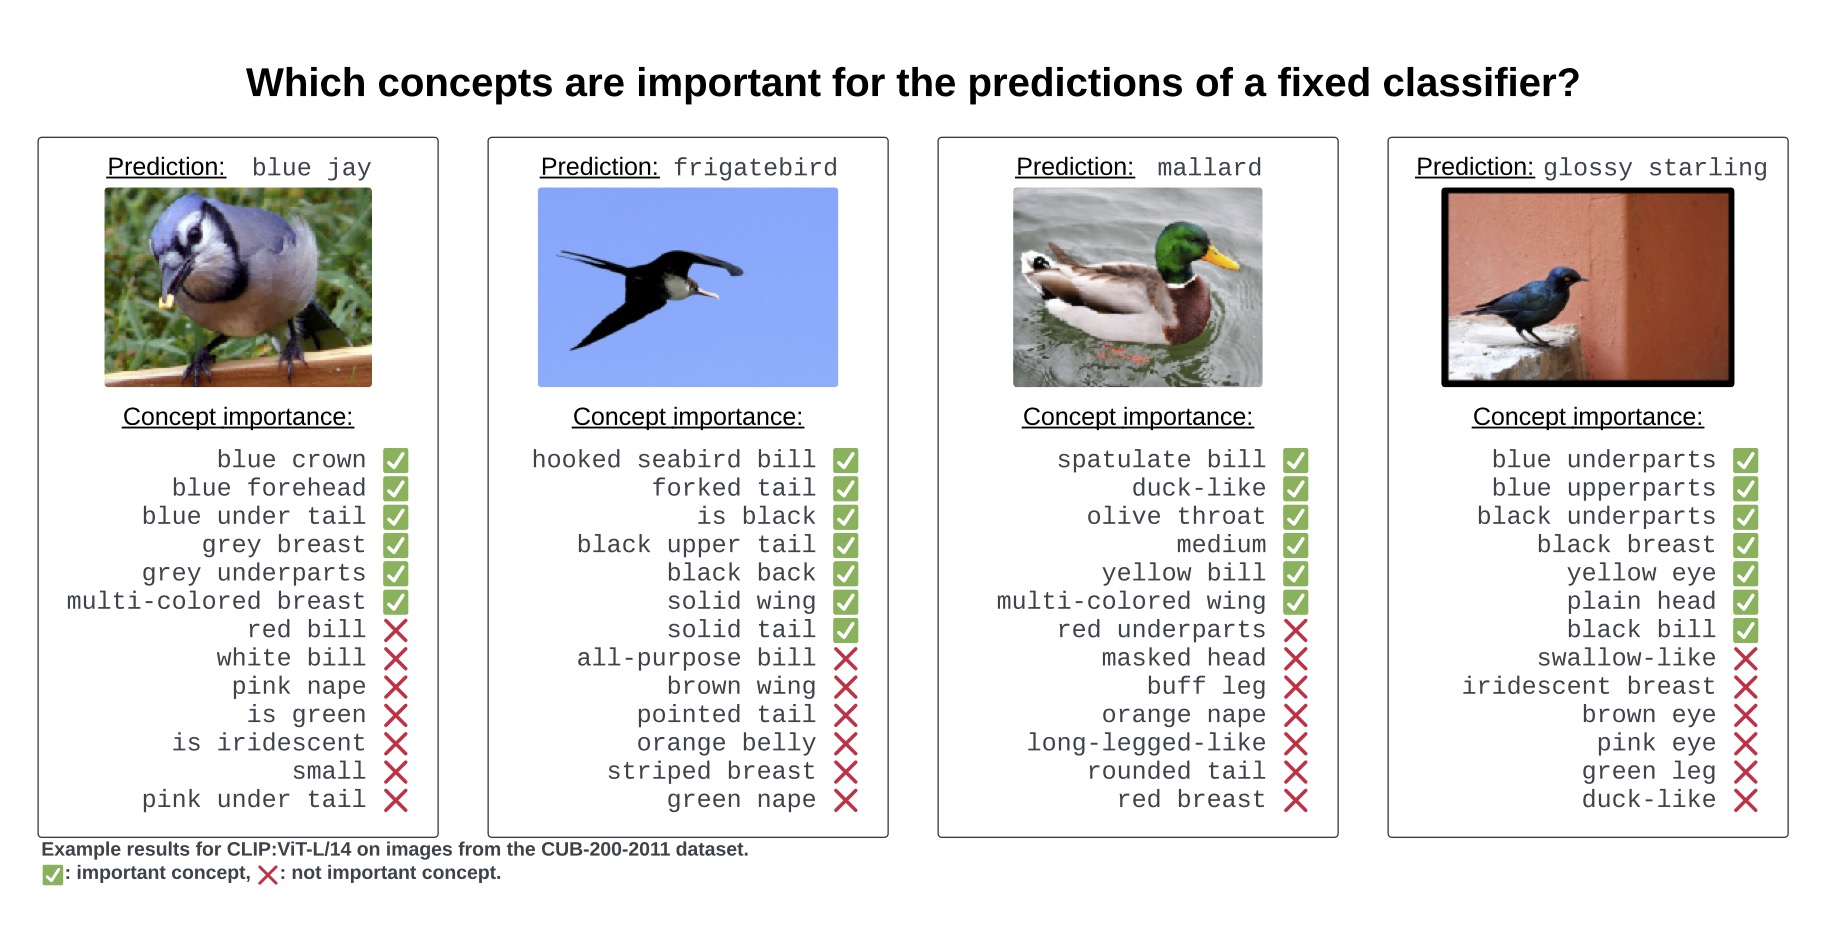 Which concepts are important for the predictions of a fixed classifier?
Prediction: blue jay
Concept importance:
blue crown ✅
blue forehead ✅
blue under tail ✅
grey breast ✅
grey underparts ✅
multi-colored breast ✅
red bill ❌
white bill ❌
pink nape ❌
is green ❌
is iridescent ❌
small ❌
pink under tail ❌
Prediction: frigatebird
Concept importance:
hooked seabird bill ✅
forked tail ✅
is black ✅
black upper tail ✅
black back ✅
solid wing ✅
solid tail ✅
all-purpose bill ❌
brown wing ❌
pointed tail ❌
orange belly ❌
striped breast ❌
green nape ❌
Prediction: mallard
Concept importance:
spatulate bill ✅
duck-like ✅
olive throat ✅
medium ✅
yellow bill ✅
multi-colored wing ✅
red underparts ❌
masked head ❌
buff leg ❌
orange nape ❌
long-legged-like ❌
rounded tail ❌
red breast ❌
Prediction: glossy starling
Concept importance:
blue underparts ✅
blue upperparts ✅
black underparts ✅
black breast ✅
yellow eye ✅
plain head ✅
black bill ✅
swallow-like ❌
iridescent breast ❌
brown eye ❌
pink eye ❌
green leg ❌
duck-like ❌
Example results for CLIP:ViT-L/14 on images from the CUB-200-2011 dataset.
✅: important concept, ❌: not important concept.